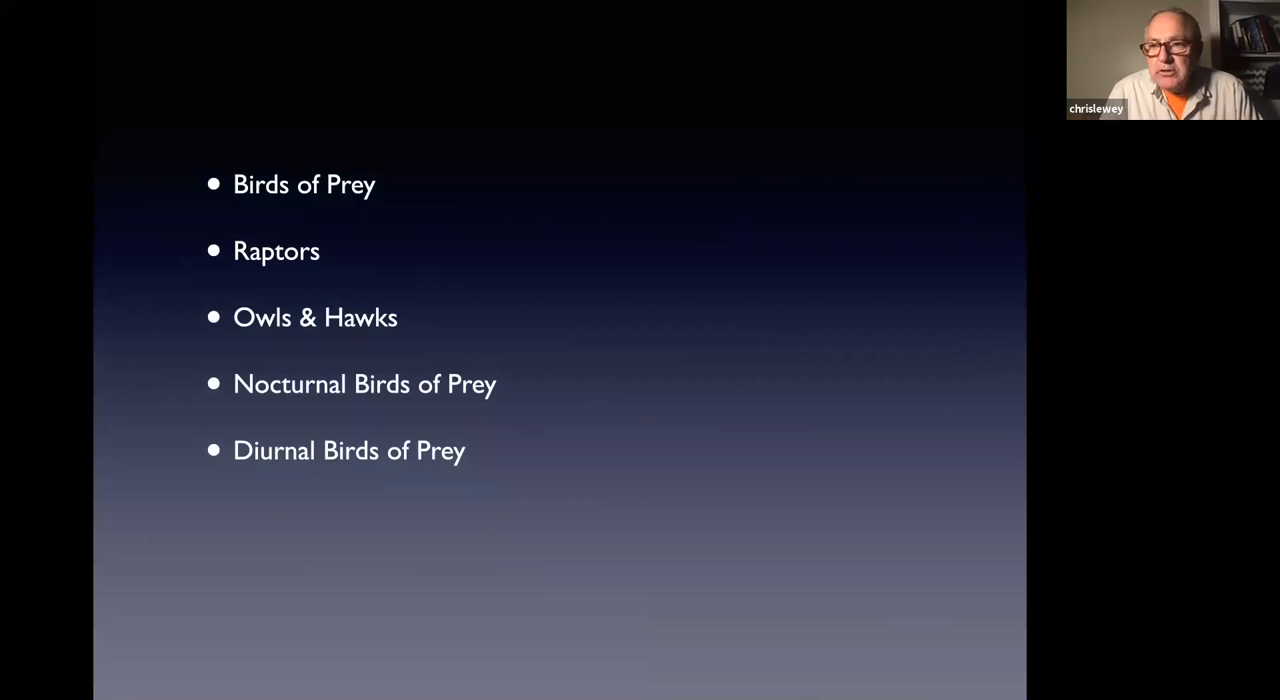 chrislewey
• Birds of Prey
• Raptors
• Owls & Hawks
• Nocturnal Birds of Prey
• Diurnal Birds of Prey